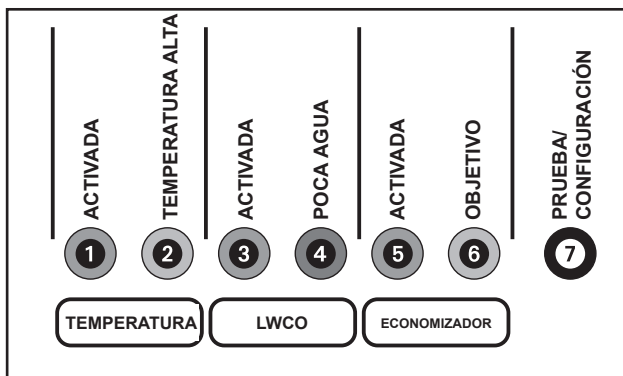 ACTIVADA
TEMPERATURA ALTA
ACTIVADA
POCA AGUA
ACTIVADA
OBJETIVO
PRUEBA/
CONFIGURACIÓN
1 2 3 4 5 6 7
TEMPERATURA LWCO ECONOMIZADOR